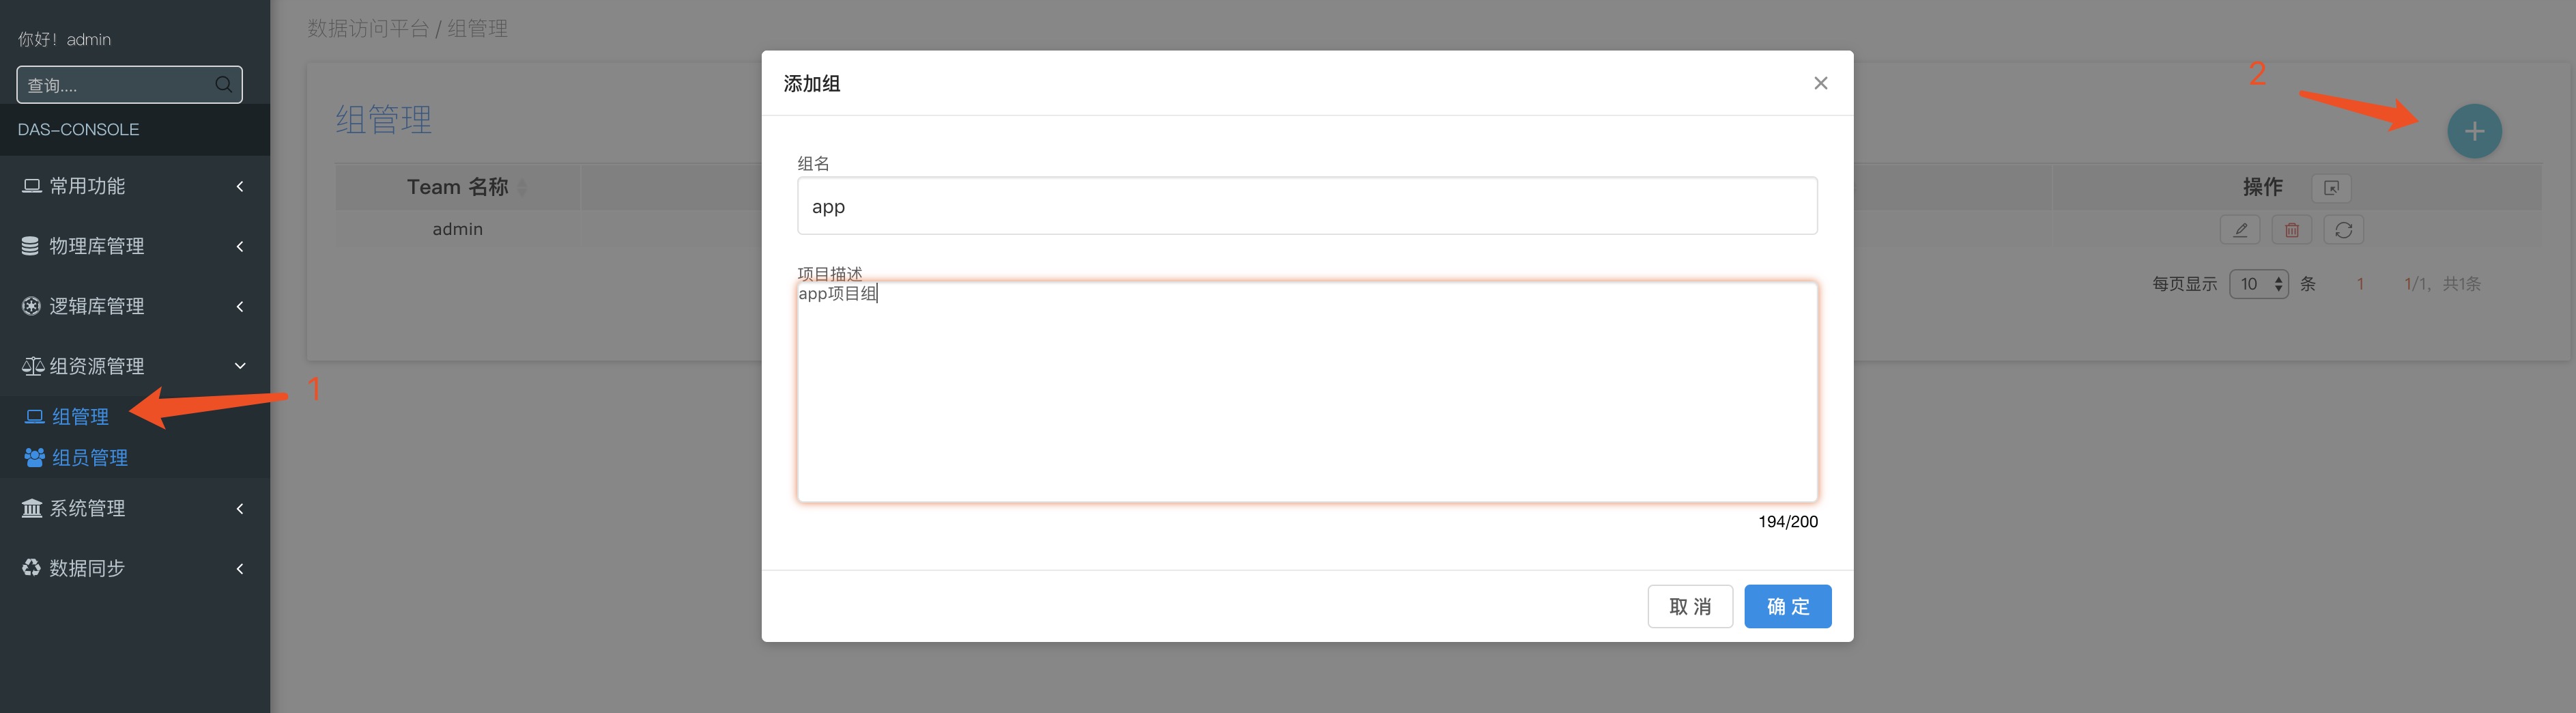 你好！admin
查询....
DAS-CONSOLE
常用功能
物理库管理
逻辑库管理
组资源管理
1
组管理
组员管理
系统管理
数据同步
数据访问平台 / 组管理
组管理
2
Team 名称
操作
admin
每页显示 10 条 1 1/1, 共1条
添加组
组名
app
项目描述
app项目组
194/200
取 消
确 定